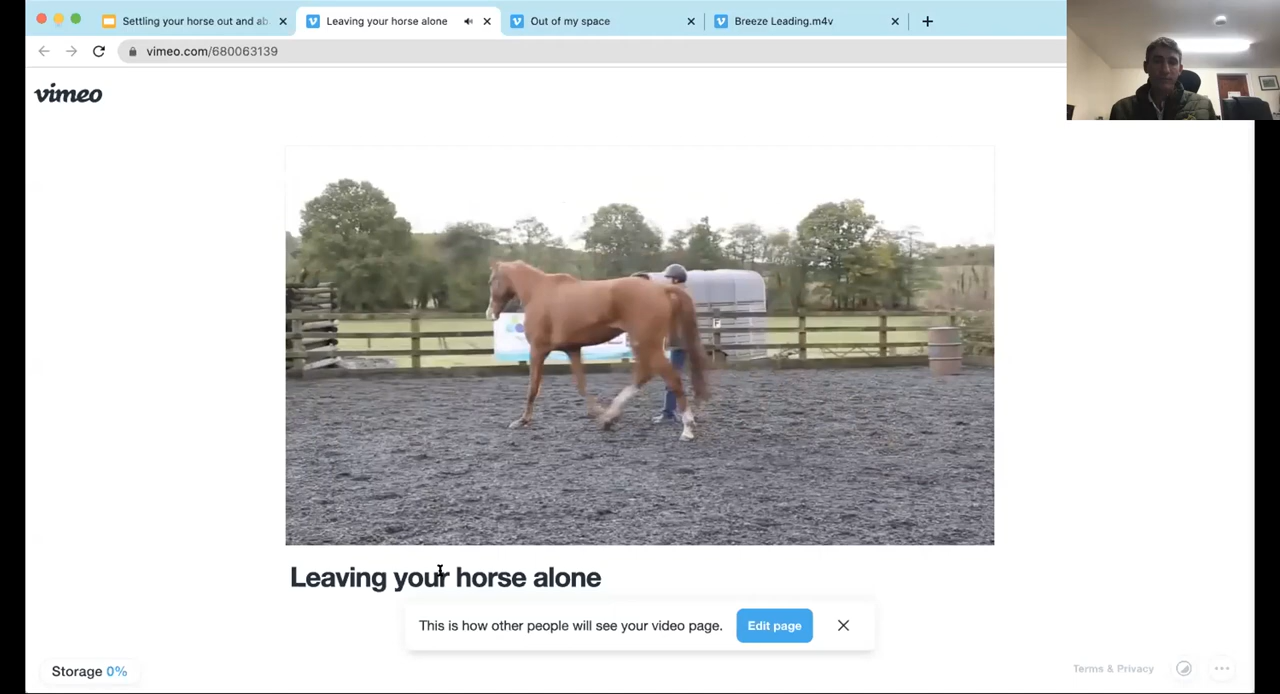 Settling your horse out and ab
Leaving your horse alone
Out of my space
Breeze Leading.m4v
vimeo.com/680063139
vimeo
F
Leaving your horse alone
This is how other people will see your video page.
Edit page
Storage 0%
Terms & Privacy